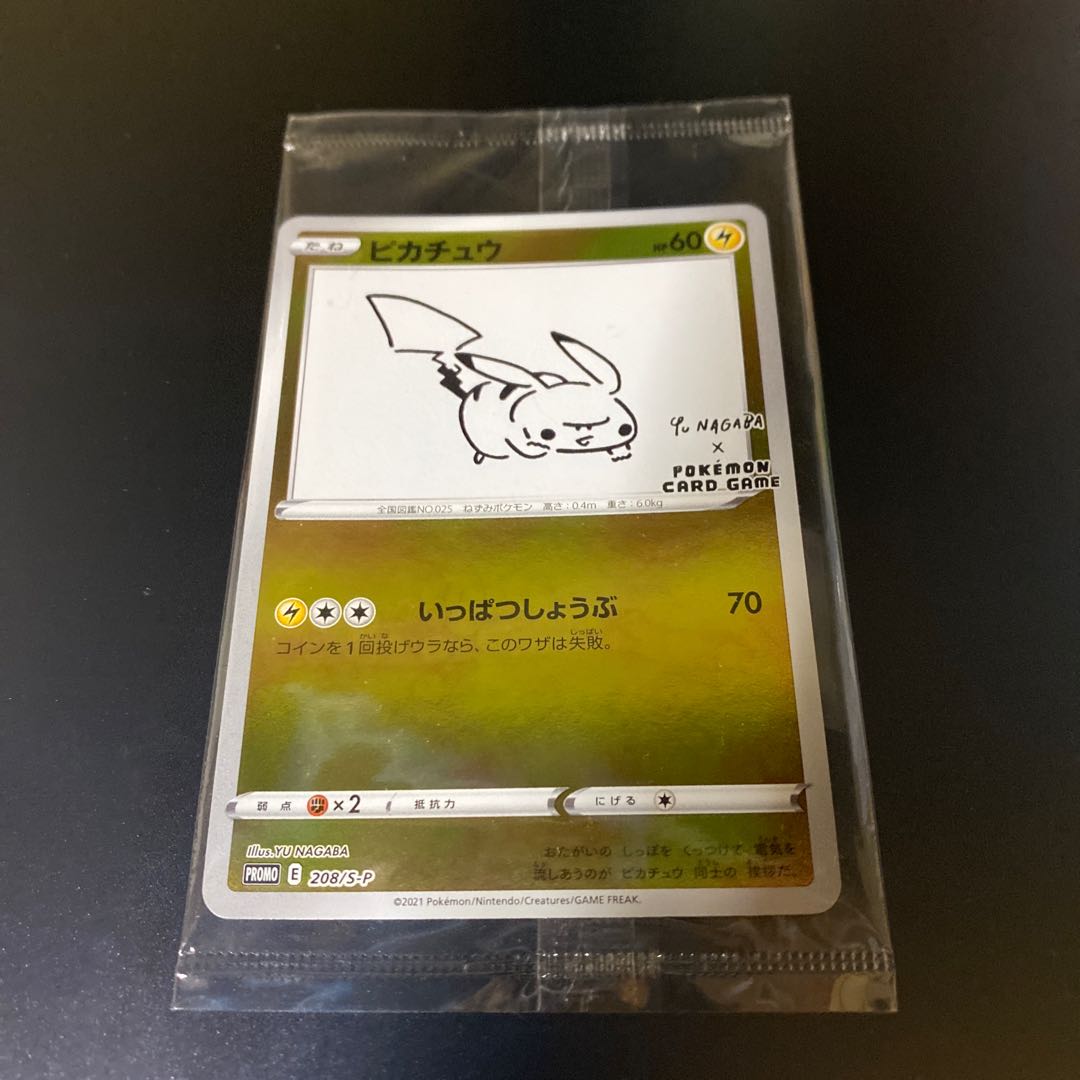 たね ピカチュウ HP60
YU NAGABA
×
POKÉMON
CARD GAME
全国図鑑NO.025 ねずみポケモン 高さ：0.4m 重さ：6.0kg
いっぱつしょうぶ 70
コインを1回投げウラなら、このワザは失敗。
弱点 ×2 抵抗力 にげる
Illus.YU NAGABA
PROMO E 208/S-P
おたがいの しっぽを くっつけて 電気を
流しあうのが ピカチュウ 同士の 挨拶だ。
©2021 Pokémon/Nintendo/Creatures/GAME FREAK.